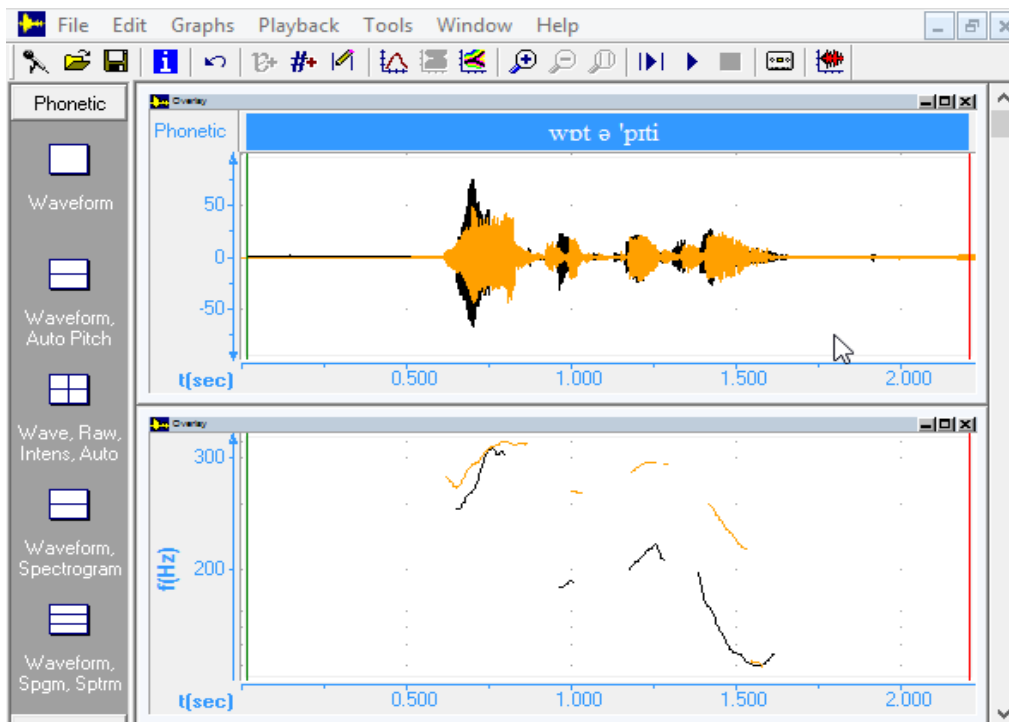 File Edit Graphs Playback Tools Window Help
Phonetic
Waveform
Waveform,
Auto Pitch
Wave, Raw,
Intens, Auto
Waveform,
Spectrogram
Waveform,
Spgm, Sptrm
Overlay
Phonetic wɒt ə 'pɪti
50
0
-50
t(sec) 0.500 1.000 1.500 2.000
Overlay
300
200
f(Hz)
t(sec) 0.500 1.000 1.500 2.000